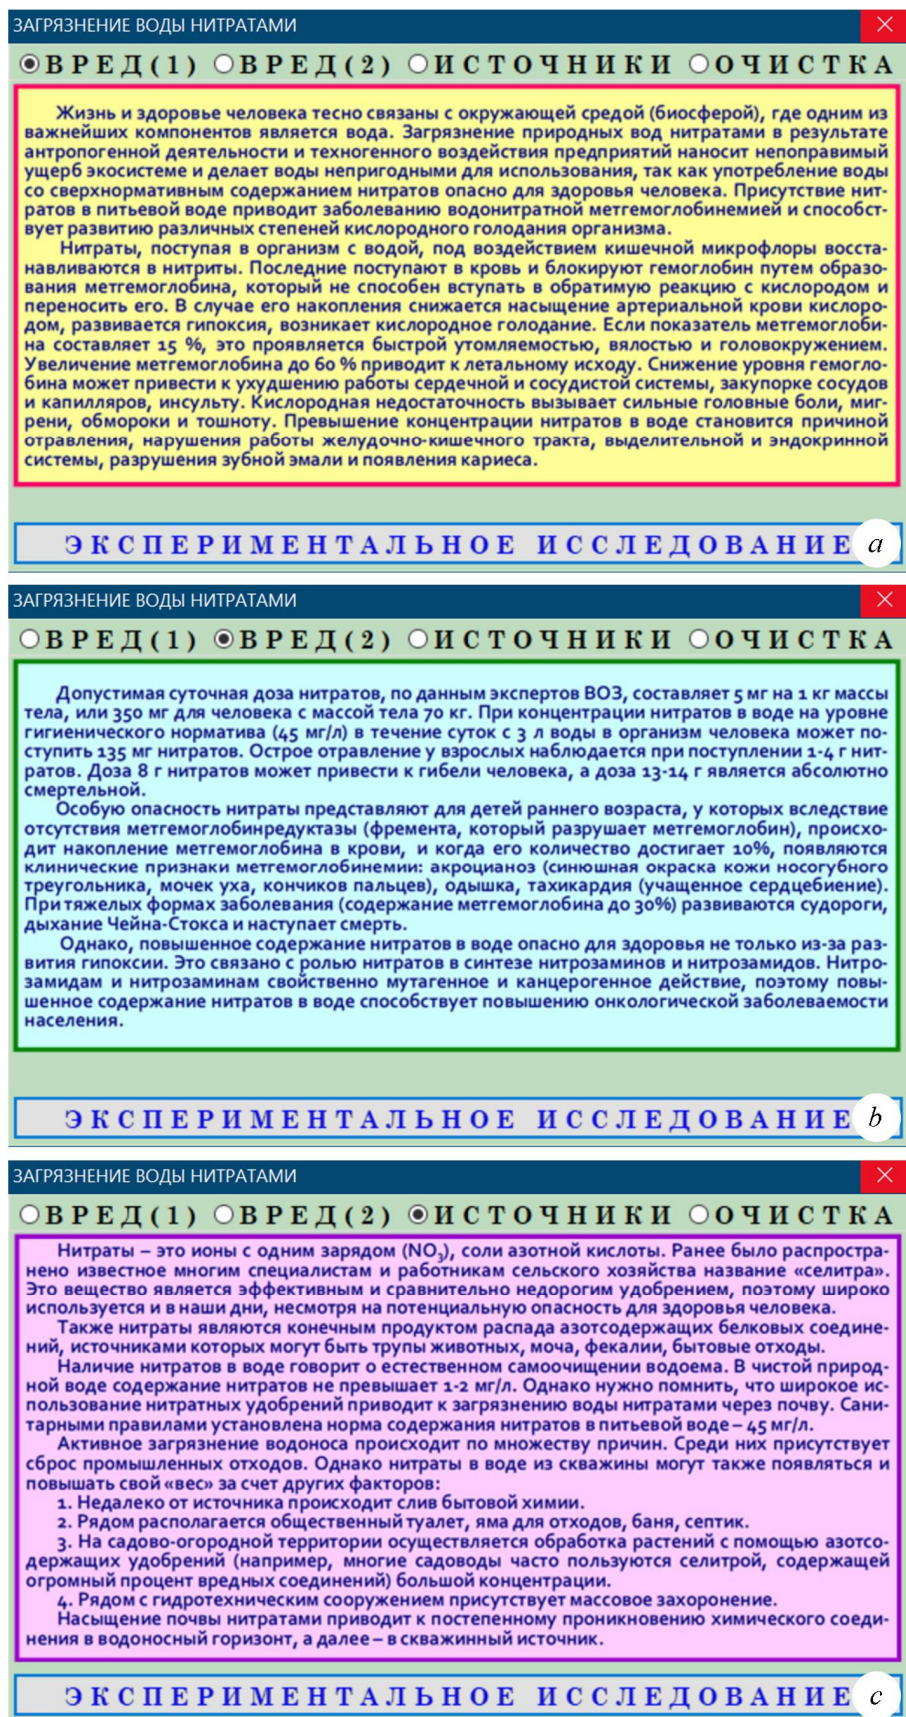 ЗАГРЯЗНЕНИЕ ВОДЫ НИТРАТАМИ
ВРЕД(1) ВРЕД(2) ИСТОЧНИКИ ОЧИСТКА
Жизнь и здоровье человека тесно связаны с окружающей средой (биосферой), где одним из
важнейших компонентов является вода. Загрязнение природных вод нитратами в результате
антропогенной деятельности и техногенного воздействия предприятий наносит непоправимый
ущерб экосистеме и делает воды непригодными для использования, так как употребление воды
со сверхнормативным содержанием нитратов опасно для здоровья человека. Присутствие нит-
ратов в питьевой воде приводит заболеванию водонитратной метгемоглобинемией и способст-
вует развитию различных степеней кислородного голодания организма.
Нитраты, поступая в организм с водой, под воздействием кишечной микрофлоры восста-
навливаются в нитриты. Последние поступают в кровь и блокируют гемоглобин путем образо-
вания метгемоглобина, который не способен вступать в обратимую реакцию с кислородом и
переносить его. В случае его накопления снижается насыщение артериальной крови кислоро-
дом, развивается гипоксия, возникает кислородное голодание. Если показатель метгемоглоби-
на составляет 15 %, это проявляется быстрой утомляемостью, вялостью и головокружением.
Увеличение метгемоглобина до 60 % приводит к летальному исходу. Снижение уровня гемогло-
бина может привести к ухудшению работы сердечной и сосудистой системы, закупорке сосудов
и капилляров, инсульту. Кислородная недостаточность вызывает сильные головные боли, миг-
рени, обмороки и тошноту. Превышение концентрации нитратов в воде становится причиной
отравления, нарушения работы желудочно-кишечного тракта, выделительной и эндокринной
системы, разрушения зубной эмали и появления кариеса.
ЭКСПЕРИМЕНТАЛЬНОЕ ИССЛЕДОВАНИЕ a
ЗАГРЯЗНЕНИЕ ВОДЫ НИТРАТАМИ
ВРЕД(1) ВРЕД(2) ИСТОЧНИКИ ОЧИСТКА
Допустимая суточная доза нитратов, по данным экспертов ВОЗ, составляет 5 мг на 1 кг массы
тела, или 350 мг для человека с массой тела 70 кг. При концентрации нитратов в воде на уровне
гигиенического норматива (45 мг/л) в течение суток с 3 л воды в организм человека может по-
ступить 135 мг нитратов. Острое отравление у взрослых наблюдается при поступлении 1-4 г нит-
ратов. Доза 8 г нитратов может привести к гибели человека, а доза 13-14 г является абсолютно
смертельной.
Особую опасность нитраты представляют для детей раннего возраста, у которых вследствие
отсутствия метгемоглобинредуктазы (фремента, который разрушает метгемоглобин), происхо-
дит накопление метгемоглобина в крови, и когда его количество достигает 10%, появляются
клинические признаки метгемоглобинемии: акроцианоз (синюшная окраска кожи носогубного
треугольника, мочек уха, кончиков пальцев), одышка, тахикардия (учащенное сердцебиение).
При тяжелых формах заболевания (содержание метгемоглобина до 30%) развиваются судороги,
дыхание Чейна-Стокса и наступает смерть.
Однако, повышенное содержание нитратов в воде опасно для здоровья не только из-за раз-
вития гипоксии. Это связано с ролью нитратов в синтезе нитрозаминов и нитрозамидов. Нитро-
замидам и нитрозаминам свойственно мутагенное и канцерогенное действие, поэтому повы-
шенное содержание нитратов в воде способствует повышению онкологической заболеваемости
населения.
ЭКСПЕРИМЕНТАЛЬНОЕ ИССЛЕДОВАНИЕ b
ЗАГРЯЗНЕНИЕ ВОДЫ НИТРАТАМИ
ВРЕД(1) ВРЕД(2) ИСТОЧНИКИ ОЧИСТКА
Нитраты – это ионы с одним зарядом (NO₃), соли азотной кислоты. Ранее было распростра-
нено известное многим специалистам и работникам сельского хозяйства название «селитра».
Это вещество является эффективным и сравнительно недорогим удобрением, поэтому широко
используется и в наши дни, несмотря на потенциальную опасность для здоровья человека.
Также нитраты являются конечным продуктом распада азотсодержащих белковых соедине-
ний, источниками которых могут быть трупы животных, моча, фекалии, бытовые отходы.
Наличие нитратов в воде говорит о естественном самоочищении водоема. В чистой природ-
ной воде содержание нитратов не превышает 1-2 мг/л. Однако нужно помнить, что широкое ис-
пользование нитратных удобрений приводит к загрязнению воды нитратами через почву. Сани-
тарными правилами установлена норма содержания нитратов в питьевой воде – 45 мг/л.
Активное загрязнение водоноса происходит по множеству причин. Среди них присутствует
сброс промышленных отходов. Однако нитраты в воде из скважины могут также появляться и
повышать свой «вес» за счет других факторов:
1. Недалеко от источника происходит слив бытовой химии.
2. Рядом располагается общественный туалет, яма для отходов, баня, септик.
3. На садово-огородной территории осуществляется обработка растений с помощью азотсо-
держащих удобрений (например, многие садоводы часто пользуются селитрой, содержащей
огромный процент вредных соединений) большой концентрации.
4. Рядом с гидротехническим сооружением присутствует массовое захоронение.
Насыщение почвы нитратами приводит к постепенному проникновению химического соеди-
нения в водоносный горизонт, а далее – в скважинный источник.
ЭКСПЕРИМЕНТАЛЬНОЕ ИССЛЕДОВАНИЕ c